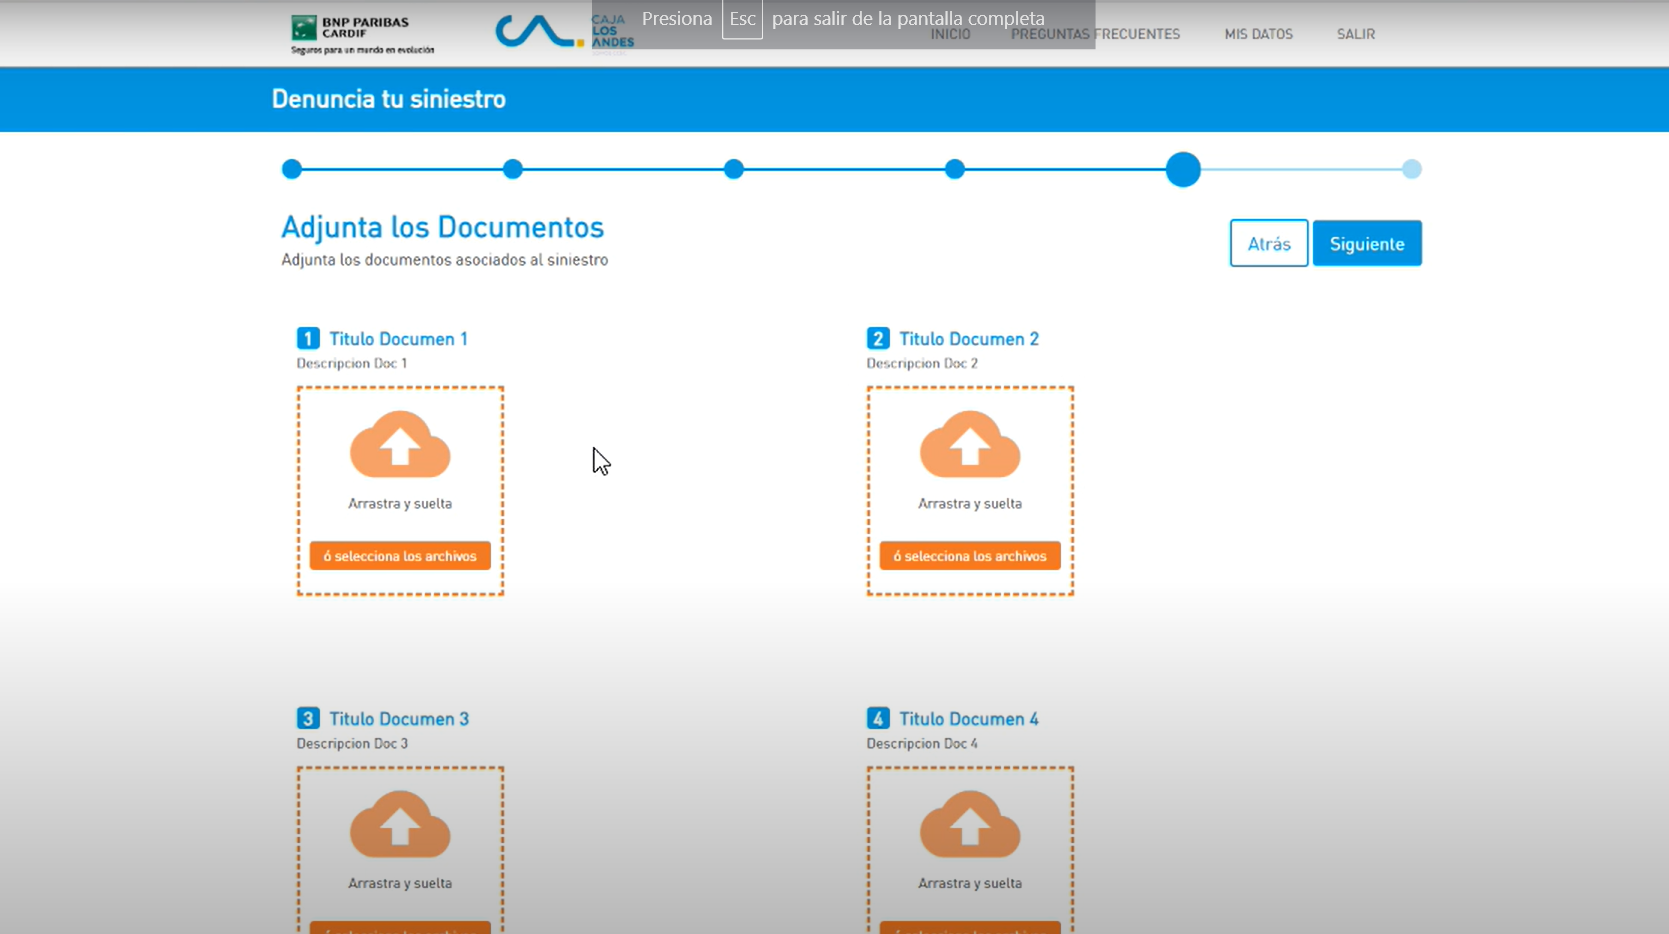 BNP PARIBAS
CARDIF
Seguros para un mundo en evolución
CAJA
LOS
ANDES
Presiona Esc para salir de la pantalla completa
INICIO PREGUNTAS FRECUENTES MIS DATOS SALIR
Denuncia tu siniestro
Adjunta los Documentos
Adjunta los documentos asociados al siniestro
Atrás Siguiente
1 Titulo Documen 1
Descripcion Doc 1
Arrastra y suelta
ó selecciona los archivos
2 Titulo Documen 2
Descripcion Doc 2
Arrastra y suelta
ó selecciona los archivos
3 Titulo Documen 3
Descripcion Doc 3
Arrastra y suelta
4 Titulo Documen 4
Descripcion Doc 4
Arrastra y suelta